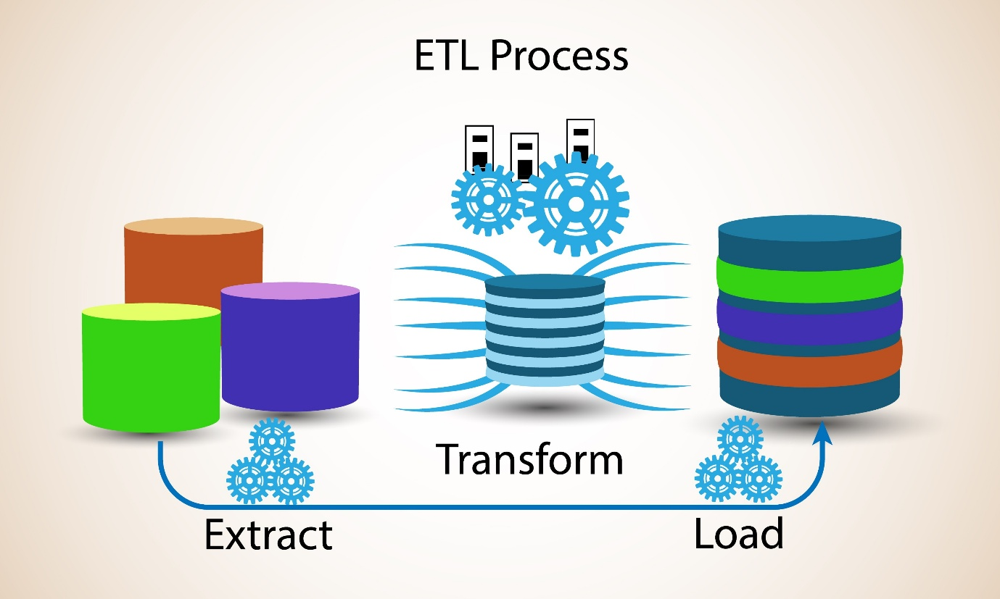 ETL Process
Transform
Extract
Load